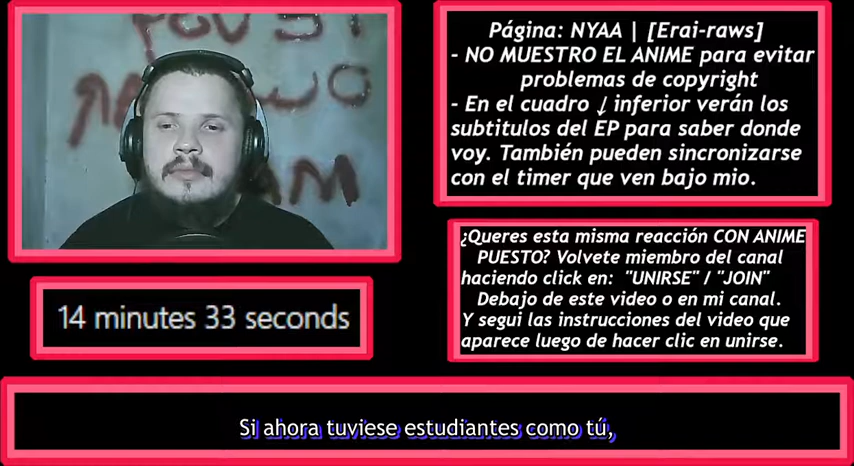 Página: NYAA | [Erai-raws]
- NO MUESTRO EL ANIME para evitar
problemas de copyright
- En el cuadro ↓ inferior verán los
subtitulos del EP para saber donde
voy. También pueden sincronizarse
con el timer que ven bajo mio.
¿Queres esta misma reacción CON ANIME
PUESTO? Volvete miembro del canal
haciendo click en: "UNIRSE" / "JOIN"
Debajo de este video o en mi canal.
Y segui las instrucciones del video que
aparece luego de hacer clic en unirse.
14 minutes 33 seconds
Si ahora tuviese estudiantes como tú,